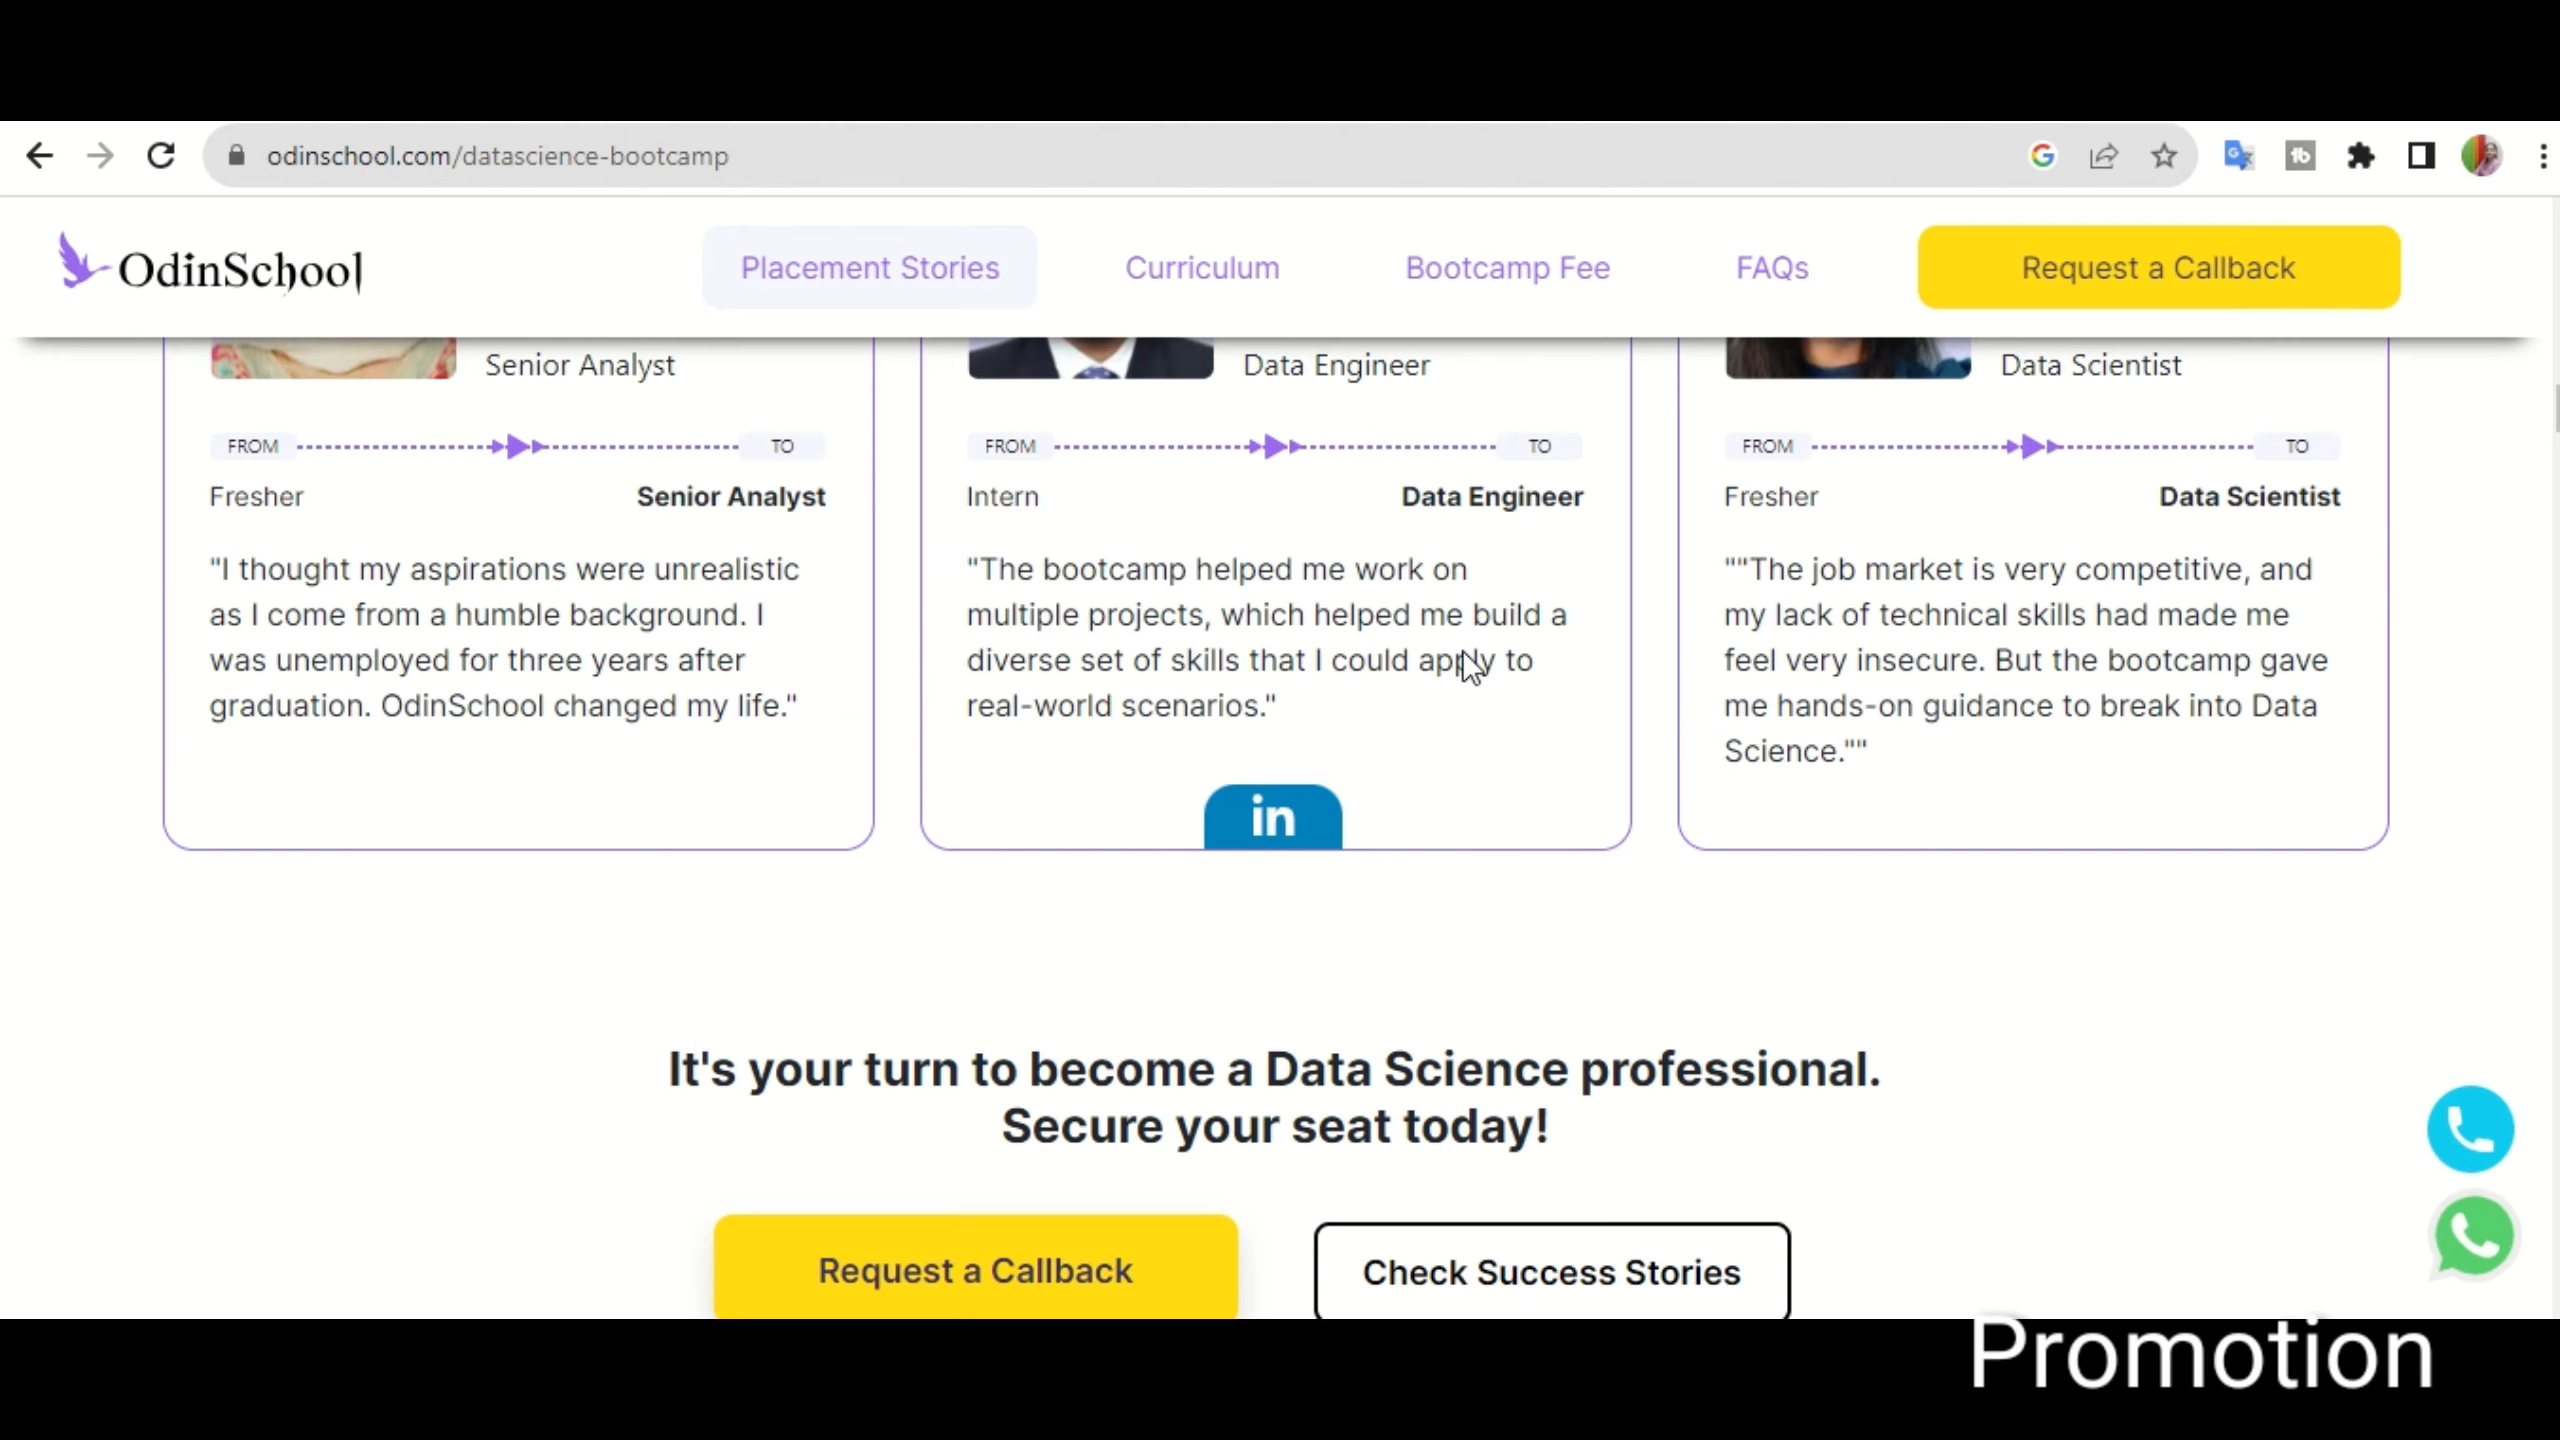 odinschool.com/datascience-bootcamp
OdinSchool
Placement Stories
Curriculum
Bootcamp Fee
FAQs
Request a Callback
Senior Analyst
FROM
TO
Fresher
Senior Analyst
"I thought my aspirations were unrealistic
as I come from a humble background. I
was unemployed for three years after
graduation. OdinSchool changed my life."
Data Engineer
FROM
TO
Intern
Data Engineer
"The bootcamp helped me work on
multiple projects, which helped me build a
diverse set of skills that I could apply to
real-world scenarios."
in
Data Scientist
FROM
TO
Fresher
Data Scientist
""The job market is very competitive, and
my lack of technical skills had made me
feel very insecure. But the bootcamp gave
me hands-on guidance to break into Data
Science.""
It's your turn to become a Data Science professional.
Secure your seat today!
Request a Callback
Check Success Stories
Promotion